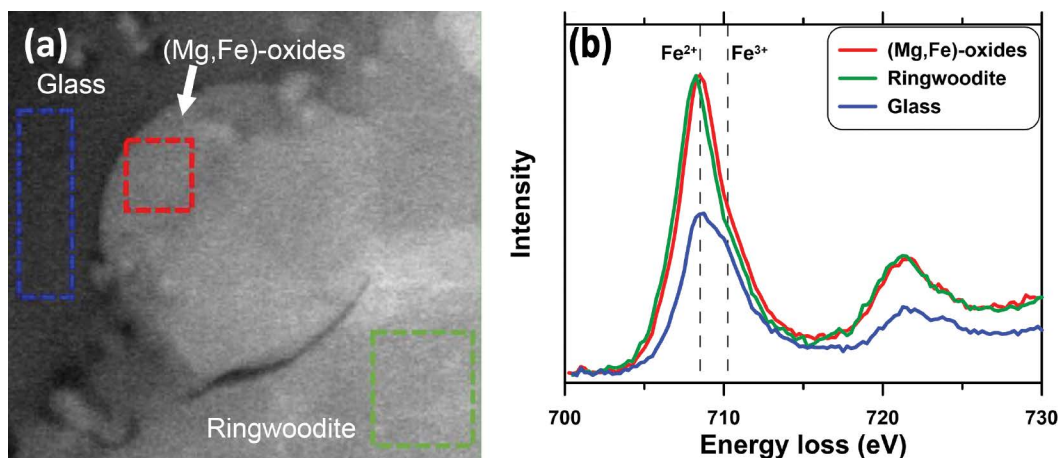 (a)
(Mg,Fe)-oxides
Glass
Ringwoodite
(b)
Fe²⁺
Fe³⁺
(Mg,Fe)-oxides
Ringwoodite
Glass
Intensity
700
710
720
730
Energy loss (eV)